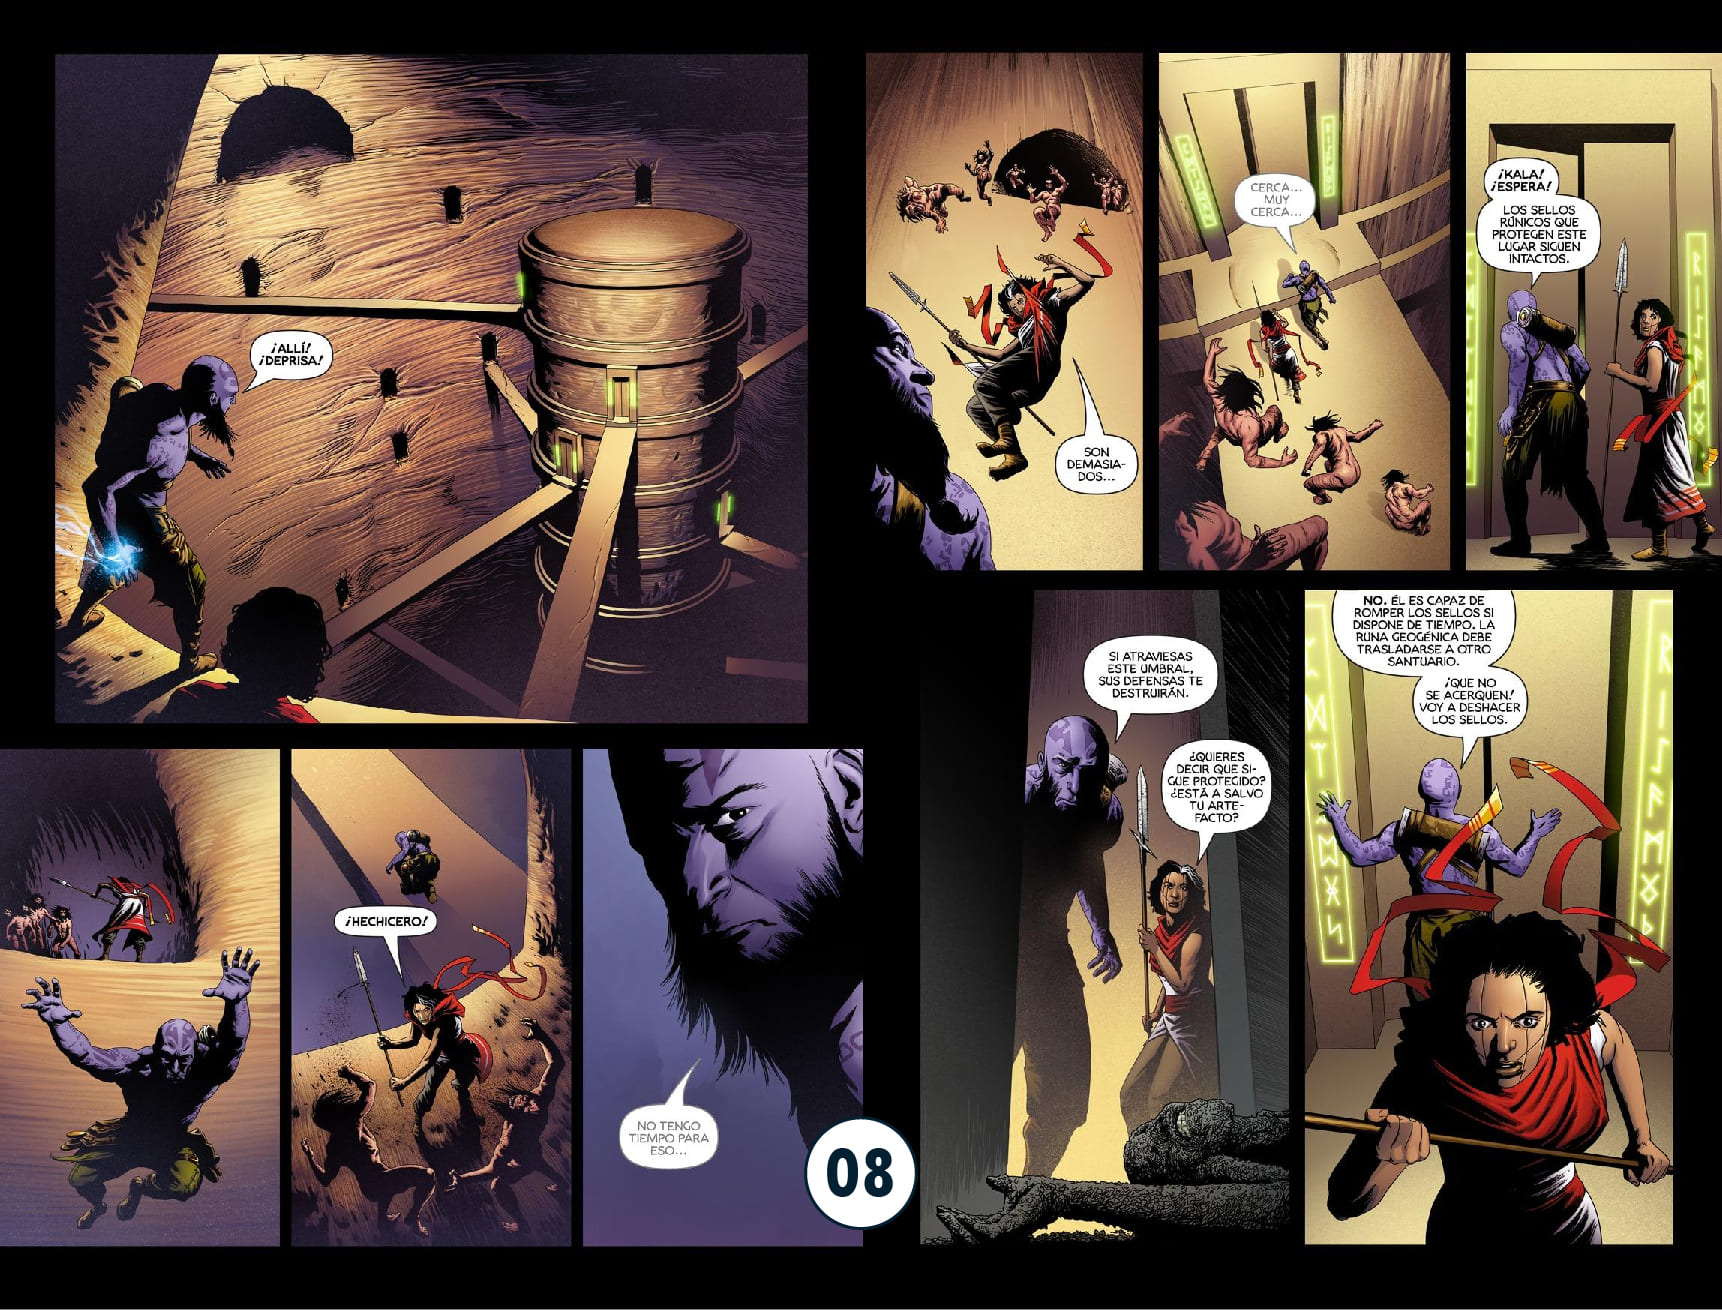 ¡ALLÍ!
¡DEPRISA!
¡HECHICERO!
NO TENGO
TIEMPO PARA
ESO...
08
SON
DEMASIA-
DOS...
CERCA...
MUY
CERCA...
¡KALA!
¡ESPERA!
LOS SELLOS
RÚNICOS QUE
PROTEGEN ESTE
LUGAR SIGUEN
INTACTOS.
SI ATRAVIESAS
ESTE UMBRAL,
SUS DEFENSAS TE
DESTRUIRÁN.
¿QUIERES
DECIR QUE SI-
GUE PROTEGIDO?
¿ESTÁ A SALVO
TU ARTE-
FACTO?
NO. ÉL ES CAPAZ DE
ROMPER LOS SELLOS SI
DISPONE DE TIEMPO. LA
RUNA GEOGÉNICA DEBE
TRASLADARSE A OTRO
SANTUARIO.
¡QUE NO
SE ACERQUEN!
VOY A DESHACER
LOS SELLOS.